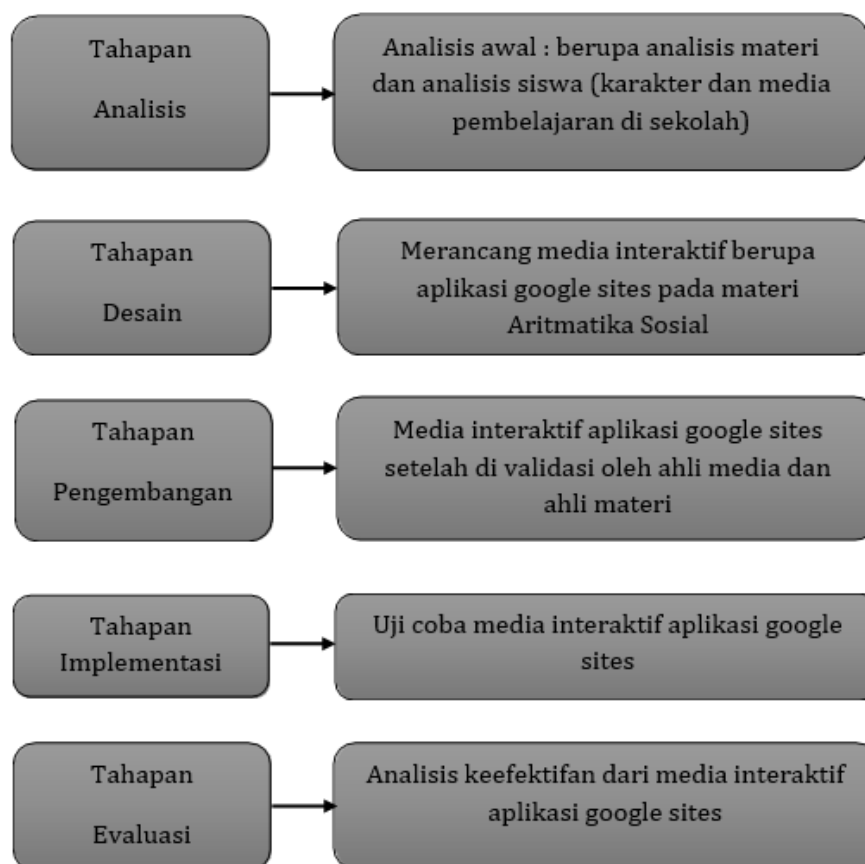 Tahapan
Analisis
Analisis awal : berupa analisis materi
dan analisis siswa (karakter dan media
pembelajaran di sekolah)
Tahapan
Desain
Merancang media interaktif berupa
aplikasi google sites pada materi
Aritmatika Sosial
Tahapan
Pengembangan
Media interaktif aplikasi google sites
setelah di validasi oleh ahli media dan
ahli materi
Tahapan
Implementasi
Uji coba media interaktif aplikasi google
sites
Tahapan
Evaluasi
Analisis keefektifan dari media interaktif
aplikasi google sites